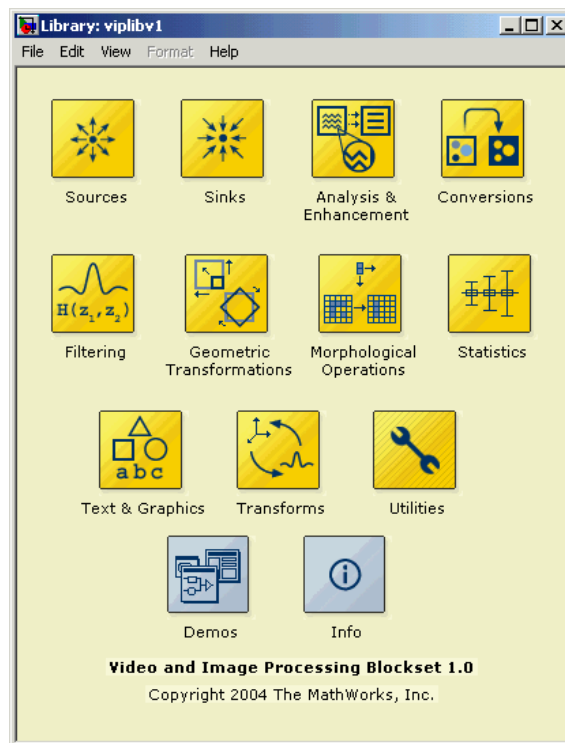 Library: viplibv1
File Edit View Format Help
Sources Sinks Analysis & Enhancement Conversions
H(z1,z2)
Filtering Geometric Transformations Morphological Operations Statistics
abc
Text & Graphics Transforms Utilities
i
Demos Info
Video and Image Processing Blockset 1.0
Copyright 2004 The MathWorks, Inc.